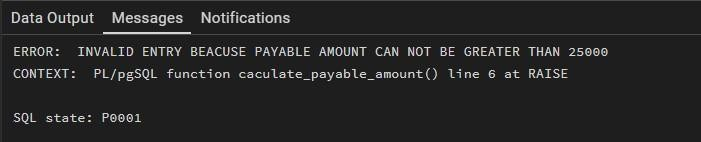 Data Output Messages Notifications
ERROR:  INVALID ENTRY BEACUSE PAYABLE AMOUNT CAN NOT BE GREATER THAN 25000
CONTEXT:  PL/pgSQL function caculate_payable_amount() line 6 at RAISE
SQL state: P0001